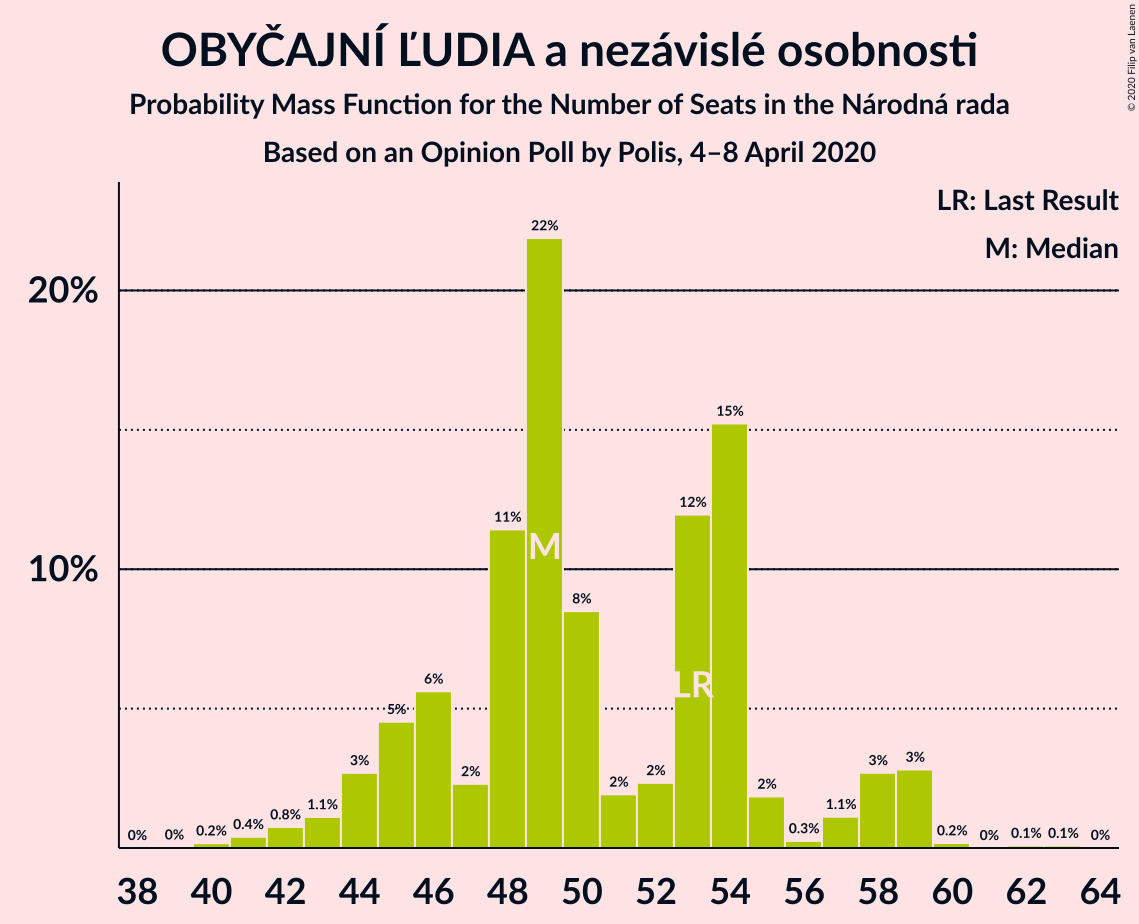 OBYČAJNÍ ĽUDIA a nezávislé osobnosti
Probability Mass Function for the Number of Seats in the Národná rada
Based on an Opinion Poll by Polis, 4–8 April 2020
© 2020 Filip van Laenen
LR: Last Result
M: Median
20%
10%
0% 0% 0.2% 0.4% 0.8% 1.1% 3% 5% 6% 2% 11% 22% 8% 2% 2% 12% 15% 2% 0.3% 1.1% 3% 3% 0.2% 0% 0.1% 0.1% 0%
M
LR
38 40 42 44 46 48 50 52 54 56 58 60 62 64